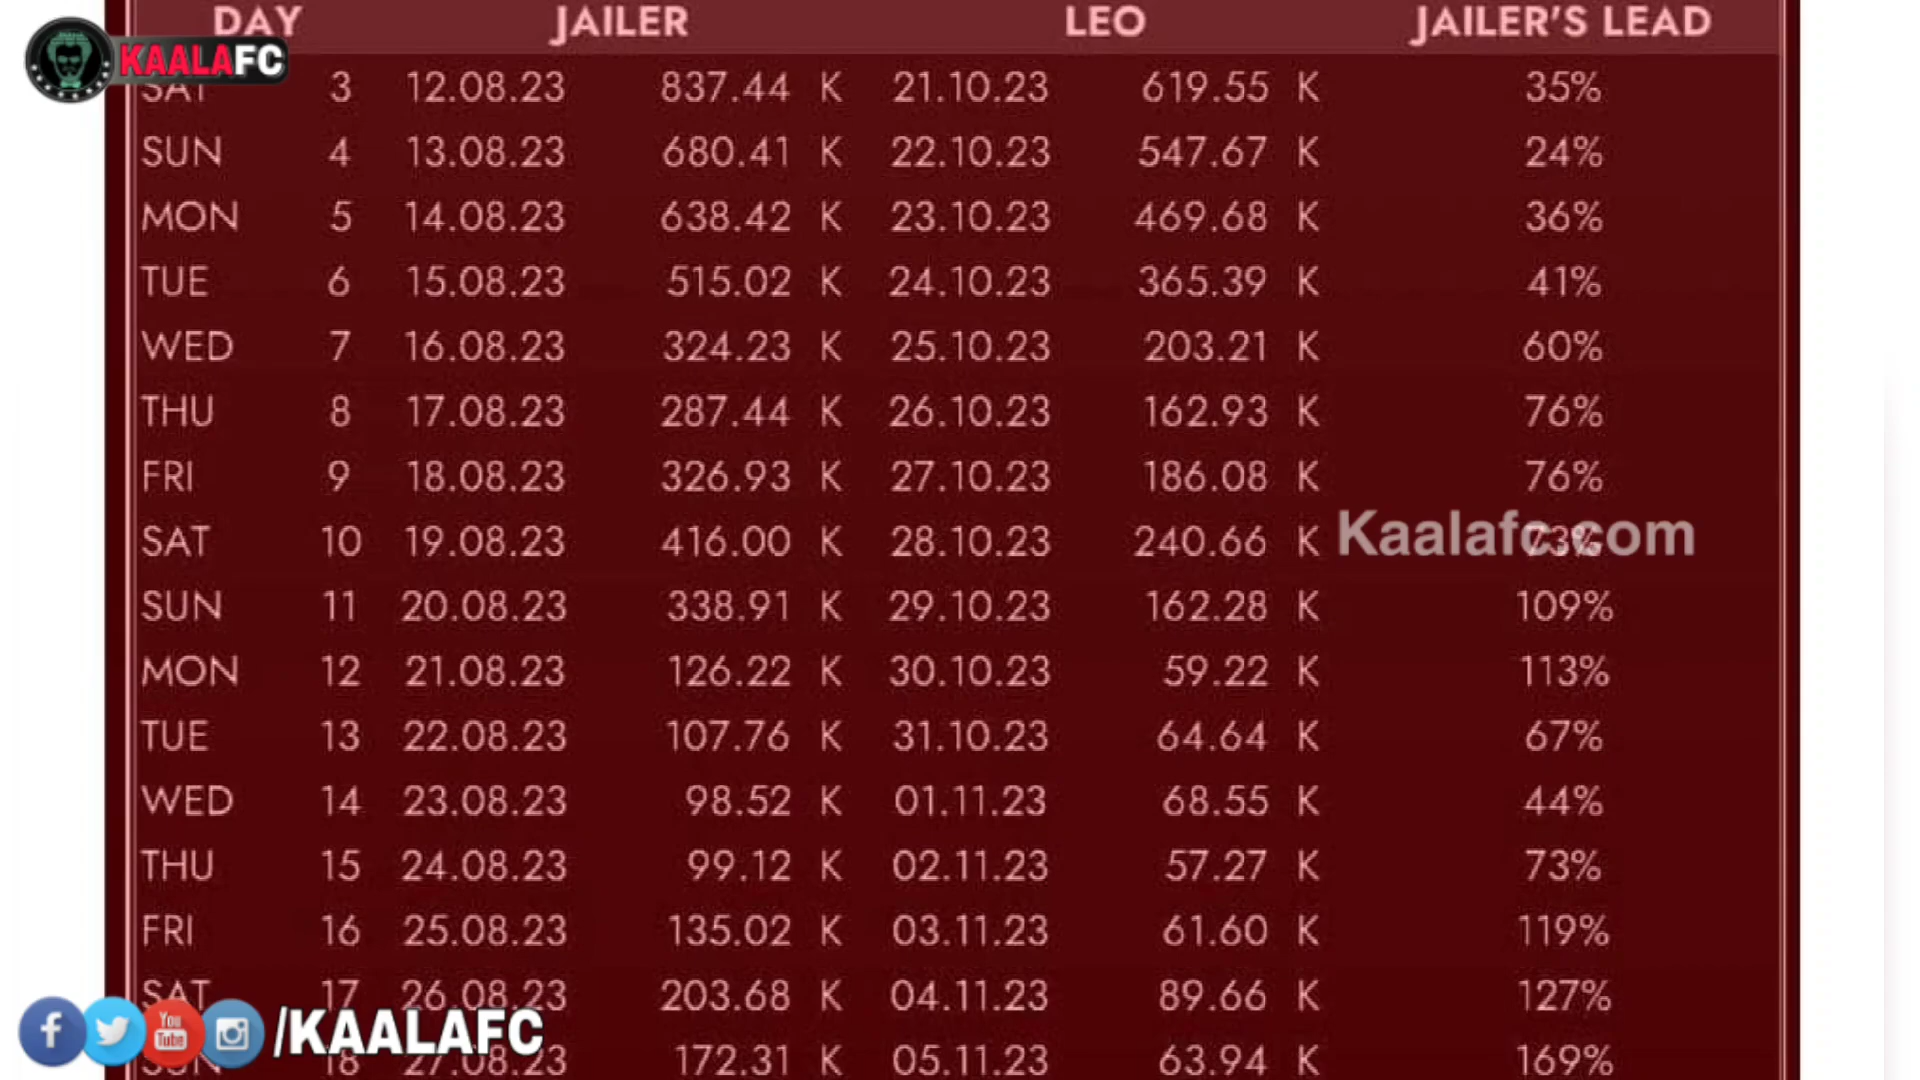 DAY JAILER LEO JAILER'S LEAD
KAALAFC
SAT 3 12.08.23 837.44 K 21.10.23 619.55 K 35%
SUN 4 13.08.23 680.41 K 22.10.23 547.67 K 24%
MON 5 14.08.23 638.42 K 23.10.23 469.68 K 36%
TUE 6 15.08.23 515.02 K 24.10.23 365.39 K 41%
WED 7 16.08.23 324.23 K 25.10.23 203.21 K 60%
THU 8 17.08.23 287.44 K 26.10.23 162.93 K 76%
FRI 9 18.08.23 326.93 K 27.10.23 186.08 K 76%
SAT 10 19.08.23 416.00 K 28.10.23 240.66 K 73%
Kaalafc.com
SUN 11 20.08.23 338.91 K 29.10.23 162.28 K 109%
MON 12 21.08.23 126.22 K 30.10.23 59.22 K 113%
TUE 13 22.08.23 107.76 K 31.10.23 64.64 K 67%
WED 14 23.08.23 98.52 K 01.11.23 68.55 K 44%
THU 15 24.08.23 99.12 K 02.11.23 57.27 K 73%
FRI 16 25.08.23 135.02 K 03.11.23 61.60 K 119%
SAT 17 26.08.23 203.68 K 04.11.23 89.66 K 127%
You Tube /KAALAFC
SUN 18 27.08.23 172.31 K 05.11.23 63.94 K 169%